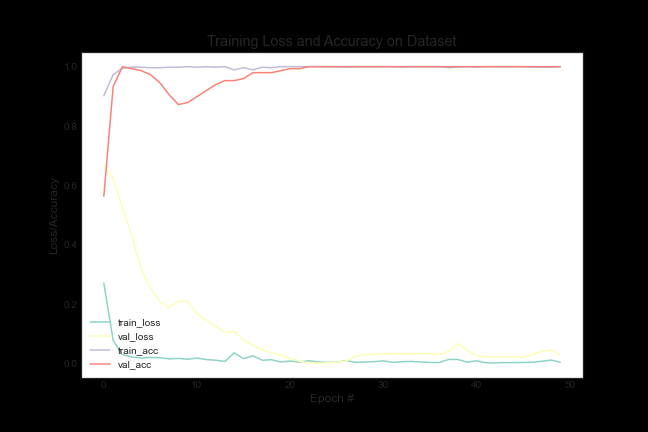 Training Loss and Accuracy on Dataset
1.0
0.8
0.6
0.4
0.2
0.0
Loss/Accuracy
train_loss
val_loss
train_acc
val_acc
0 10 20 30 40 50
Epoch #